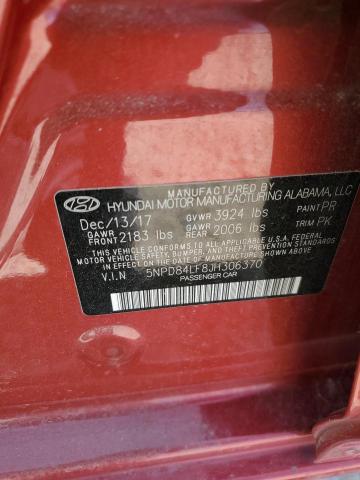 MANUFACTURED BY
HYUNDAI MOTOR MANUFACTURING ALABAMA, LLC
Dec/13/17 GVWR 3924 lbs PAINT PR
GAWR FRONT 2183 lbs GAWR REAR 2006 lbs TRIM PK
THIS VEHICLE CONFORMS TO ALL APPLICABLE U.S.A. FEDERAL
MOTOR VEHICLE SAFETY, BUMPER, AND THEFT PREVENTION STANDARDS
IN EFFECT ON THE DATE OF MANUFACTURE SHOWN ABOVE.
V.I.N 5NPD84LF8JH306370
PASSENGER CAR